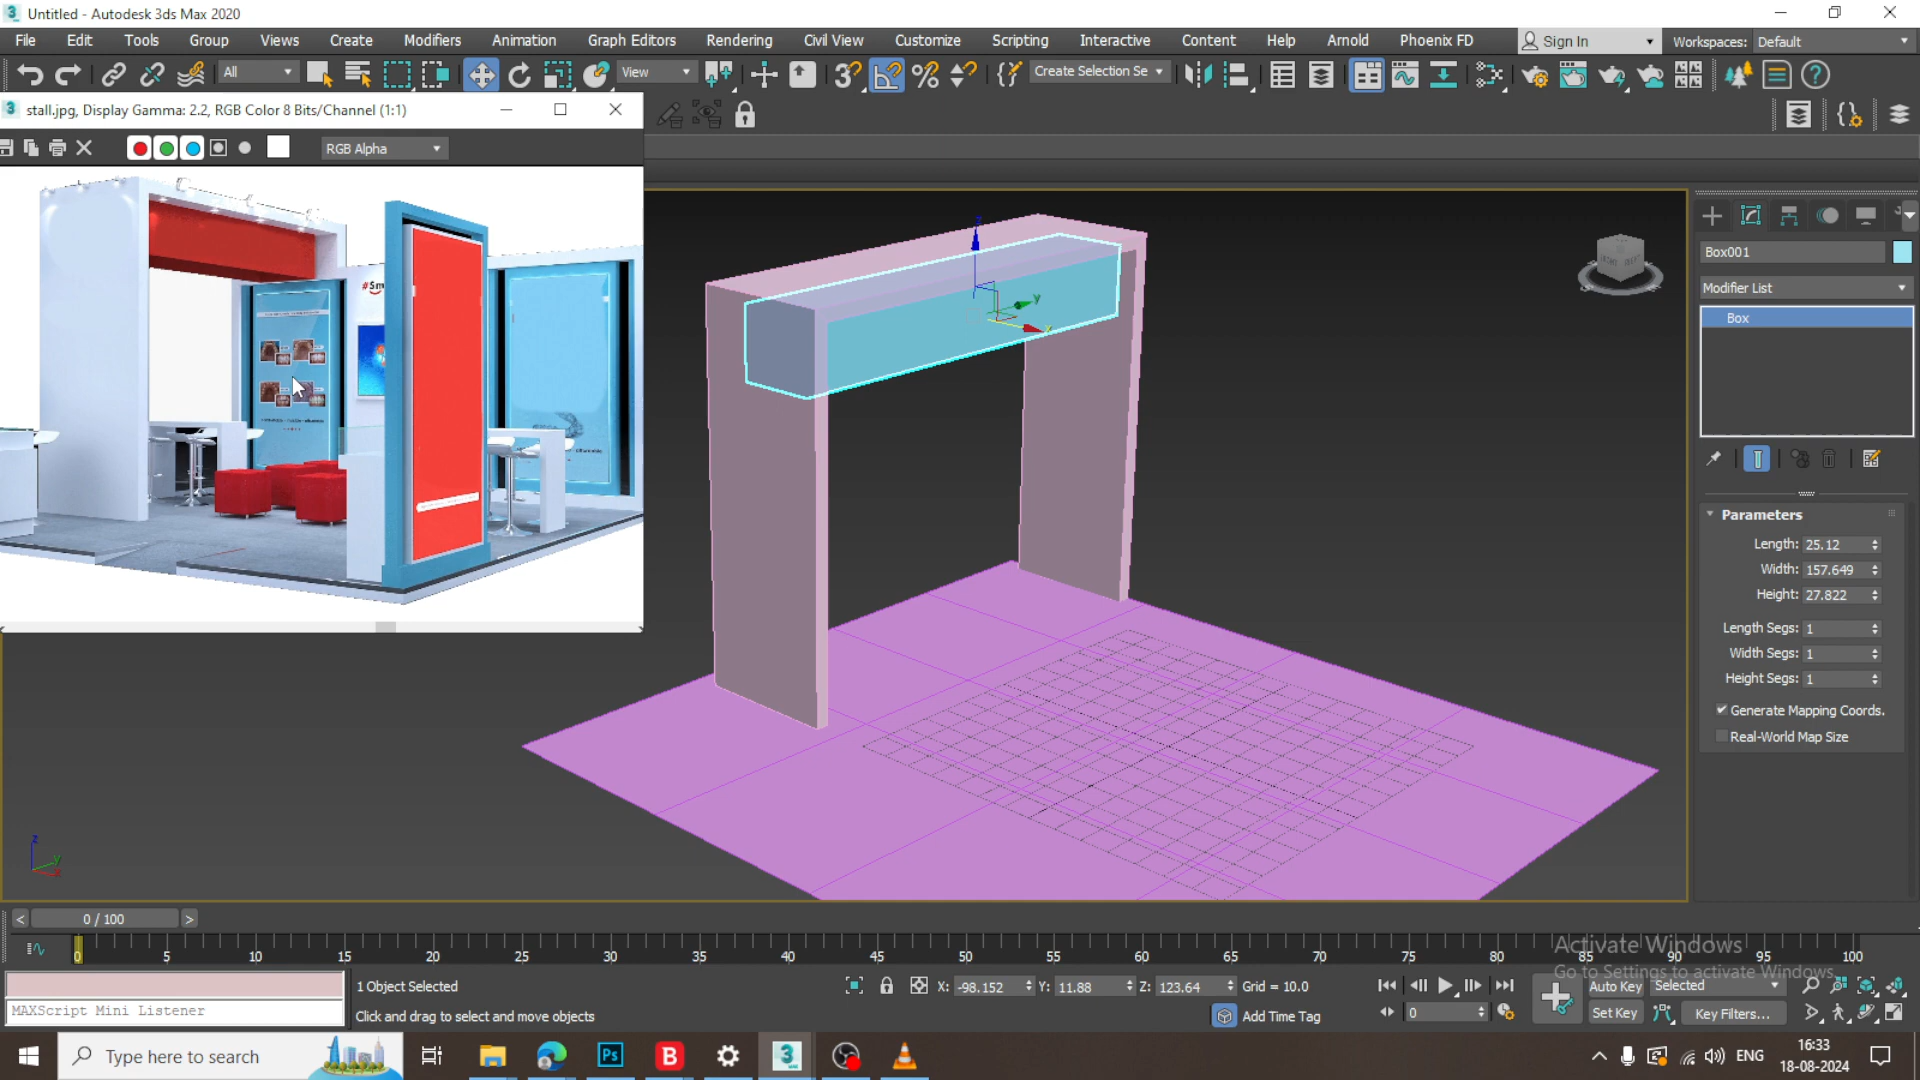 Untitled - Autodesk 3ds Max 2020
File Edit Tools Group Views Create Modifiers Animation Graph Editors Rendering Civil View Customize Scripting Interactive Content Help Arnold Phoenix FD
Sign In
Workspaces: Default
All
View
Create Selection Se
stall.jpg, Display Gamma: 2.2, RGB Color 8 Bits/Channel (1:1)
RGB Alpha
#Sm
z
y
x
Box001
Modifier List
Box
Parameters
Length: 25.12
Width: 157.649
Height: 27.822
Length Segs: 1
Width Segs: 1
Height Segs: 1
Generate Mapping Coords.
Real-World Map Size
z
y
x
< 0 / 100 >
0 5 10 15 20 25 30 35 40 45 50 55 60 65 70 75 80 85 90 95 100
Activate Windows
Go to Settings to activate Windows.
1 Object Selected
X: -98.152 Y: 11.88 Z: 123.64 Grid = 10.0
Auto Key Selected
MAXScript Mini Listener
Click and drag to select and move objects
Add Time Tag
0
Set Key
Key Filters...
Type here to search
Ps
B
3
ENG
16:33
18-08-2024